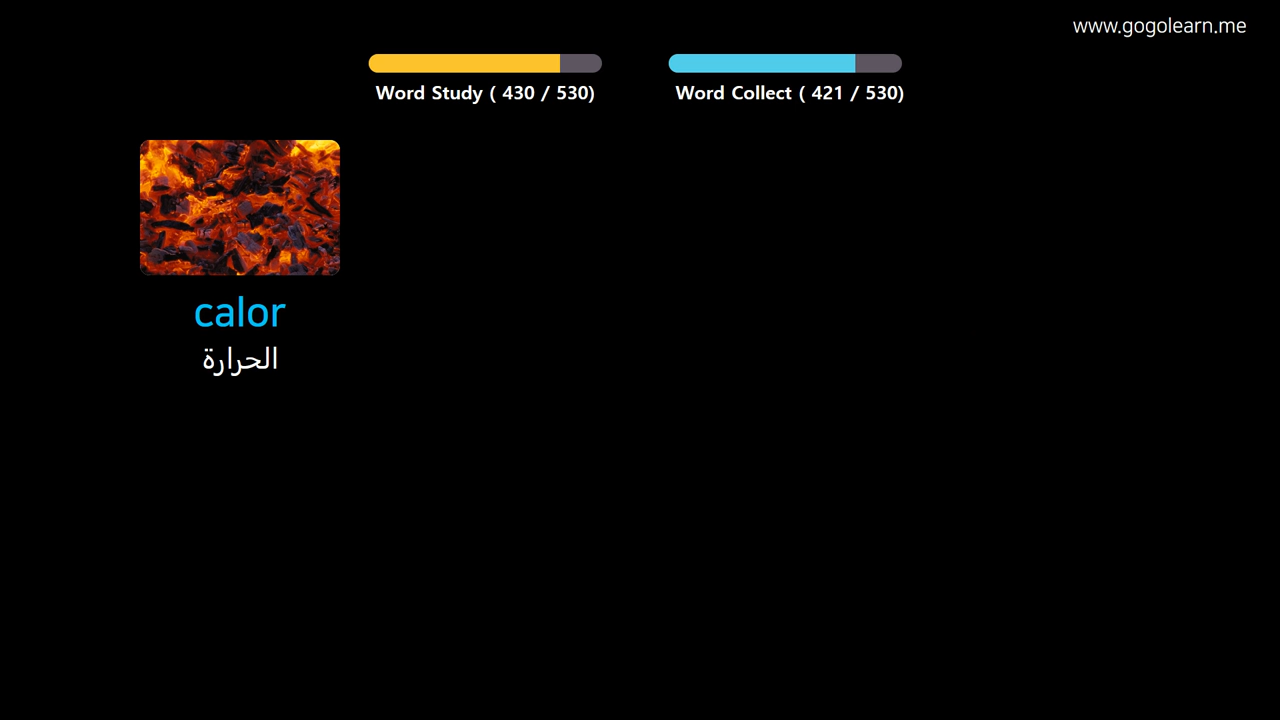 www.gogolearn.me
Word Study ( 430 / 530)
Word Collect ( 421 / 530)
calor
الحرارة